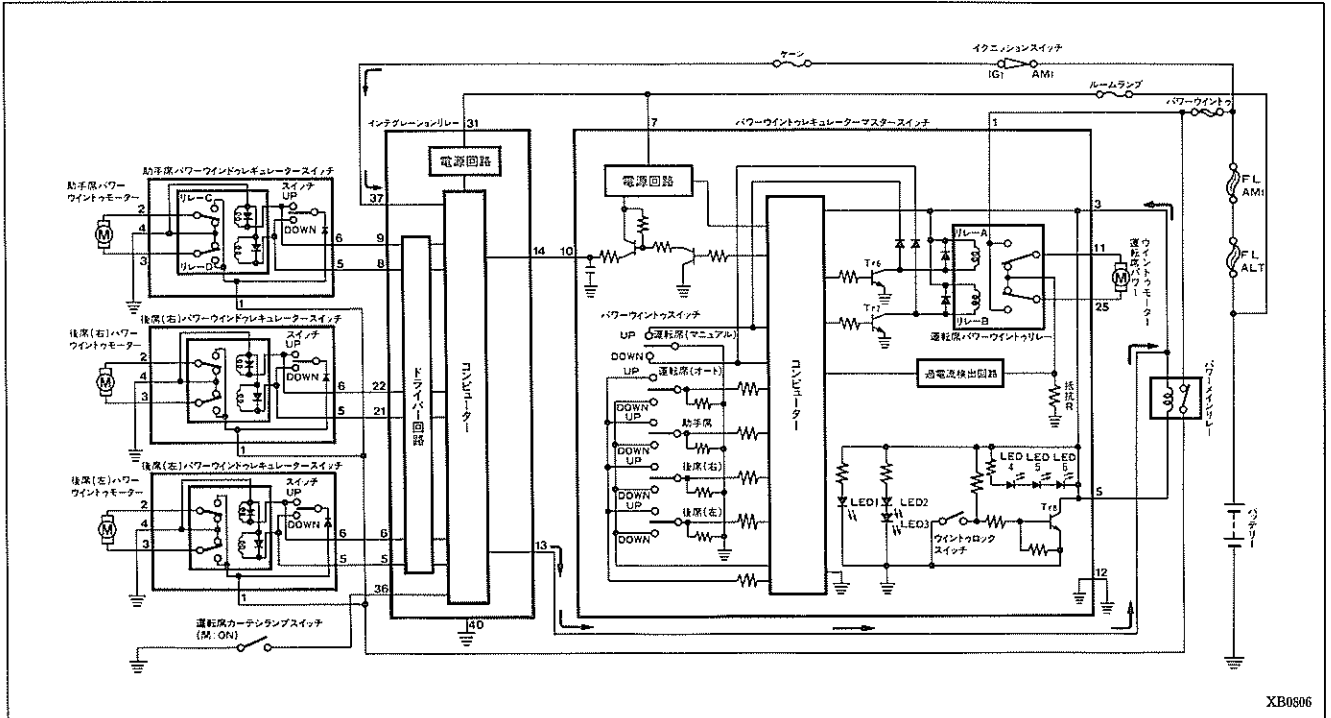 ゲージ
イグニッションスイッチ
IG1 AM1
ルームランプ
パワーウインドゥ
インテグレーションリレー
31
7
パワーウインドゥレギュレーターマスタースイッチ
1
電源回路
電源回路
FL AM1
FL ALT
助手席パワーウインドゥレギュレータースイッチ
助手席パワーウインドゥモーター
リレーC
リレーD
スイッチ
UP
DOWN
M
2
4
3
6
5
1
37
9
8
14
10
3
11
25
Tr6
Tr7
リレーA
リレーB
運転席パワーウインドゥリレー
運転席パワーウインドゥモーター
M
後席(右)パワーウインドゥレギュレータースイッチ
後席(右)パワーウインドゥモーター
スイッチ
UP
DOWN
M
2
4
3
6
5
1
22
21
ドライバー回路
コンピューター
コンピューター
パワーウインドゥスイッチ
UP
運転席(マニュアル)
DOWN
UP
運転席(オート)
DOWN
UP
助手席
DOWN
UP
後席(右)
DOWN
UP
後席(左)
DOWN
過電流検出回路
抵抗R
パワーメインリレー
後席(左)パワーウインドゥレギュレータースイッチ
後席(左)パワーウインドゥモーター
スイッチ
UP
DOWN
M
2
4
3
6
5
1
6
5
36
13
40
LED1
LED2
LED3
LED 4
LED 5
LED 6
ウインドゥロックスイッチ
Tr8
5
12
バッテリー
運転席カーテシランプスイッチ
(開:ON)
XB0806